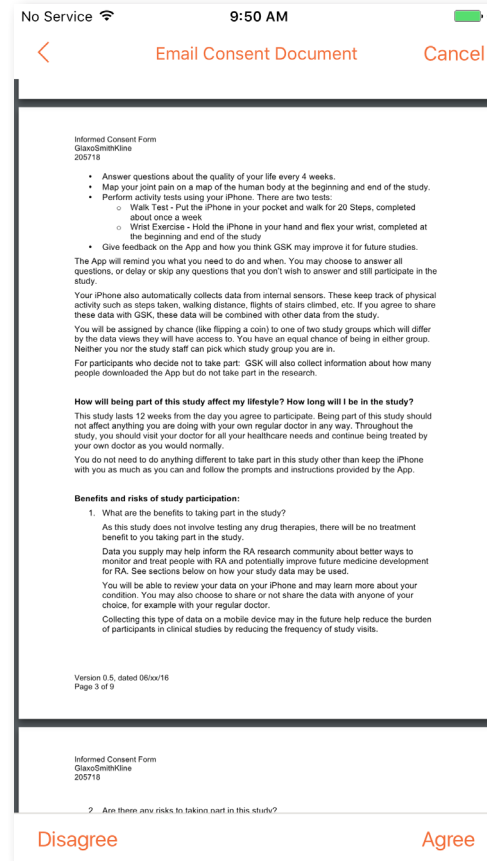 No Service 9:50 AM
Email Consent Document Cancel
Informed Consent Form
GlaxoSmithKline
205718
• Answer questions about the quality of your life every 4 weeks.
• Map your joint pain on a map of the human body at the beginning and end of the study.
• Perform activity tests using your iPhone. There are two tests:
o Walk Test - Put the iPhone in your pocket and walk for 20 Steps, completed
about once a week
o Wrist Exercise - Hold the iPhone in your hand and flex your wrist, completed at
the beginning and end of the study
• Give feedback on the App and how you think GSK may improve it for future studies.
The App will remind you what you need to do and when. You may choose to answer all
questions, or delay or skip any questions that you don't wish to answer and still participate in the
study.
Your iPhone also automatically collects data from internal sensors. These keep track of physical
activity such as steps taken, walking distance, flights of stairs climbed, etc. If you agree to share
these data with GSK, these data will be combined with other data from the study.
You will be assigned by chance (like flipping a coin) to one of two study groups which will differ
by the data views they will have access to. You have an equal chance of being in either group.
Neither you nor the study staff can pick which study group you are in.
For participants who decide not to take part: GSK will also collect information about how many
people downloaded the App but do not take part in the research.
How will being part of this study affect my lifestyle? How long will I be in the study?
This study lasts 12 weeks from the day you agree to participate. Being part of this study should
not affect anything you are doing with your own regular doctor in any way. Throughout the
study, you should visit your doctor for all your healthcare needs and continue being treated by
your own doctor as you would normally.
You do not need to do anything different to take part in this study other than keep the iPhone
with you as much as you can and follow the prompts and instructions provided by the App.
Benefits and risks of study participation:
1. What are the benefits to taking part in the study?
As this study does not involve testing any drug therapies, there will be no treatment
benefit to you taking part in the study.
Data you supply may help inform the RA research community about better ways to
monitor and treat people with RA and potentially improve future medicine development
for RA. See sections below on how your study data may be used.
You will be able to review your data on your iPhone and may learn more about your
condition. You may also choose to share or not share the data with anyone of your
choice, for example with your regular doctor.
Collecting this type of data on a mobile device may in the future help reduce the burden
of participants in clinical studies by reducing the frequency of study visits.
Version 0.5, dated 06/xx/16
Page 3 of 9
Informed Consent Form
GlaxoSmithKline
205718
2. Are there any risks to taking part in this study?
Disagree Agree